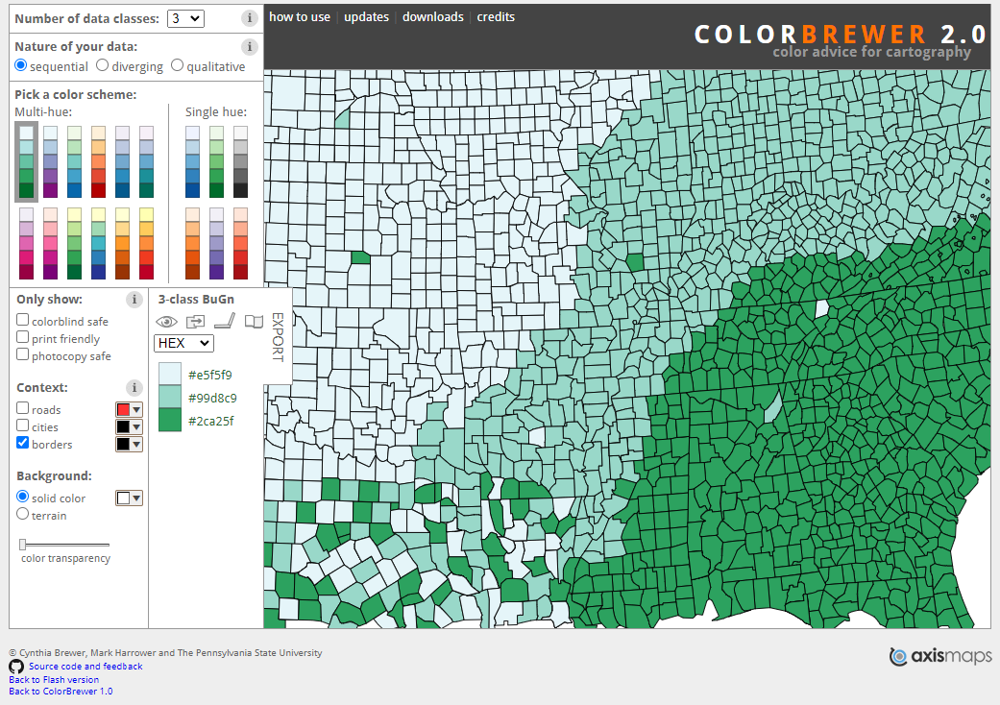 Number of data classes: 3 i
how to use | updates | downloads | credits
COLORBREWER 2.0
color advice for cartography
Nature of your data: i
sequential diverging qualitative
Pick a color scheme:
Multi-hue: Single hue:
Only show: i
colorblind safe
print friendly
photocopy safe
Context: i
roads
cities
borders
Background:
solid color
terrain
color transparency
3-class BuGn
HEX
EXPORT
#e5f5f9
#99d8c9
#2ca25f
© Cynthia Brewer, Mark Harrower and The Pennsylvania State University
Source code and feedback
Back to Flash version
Back to ColorBrewer 1.0
axismaps